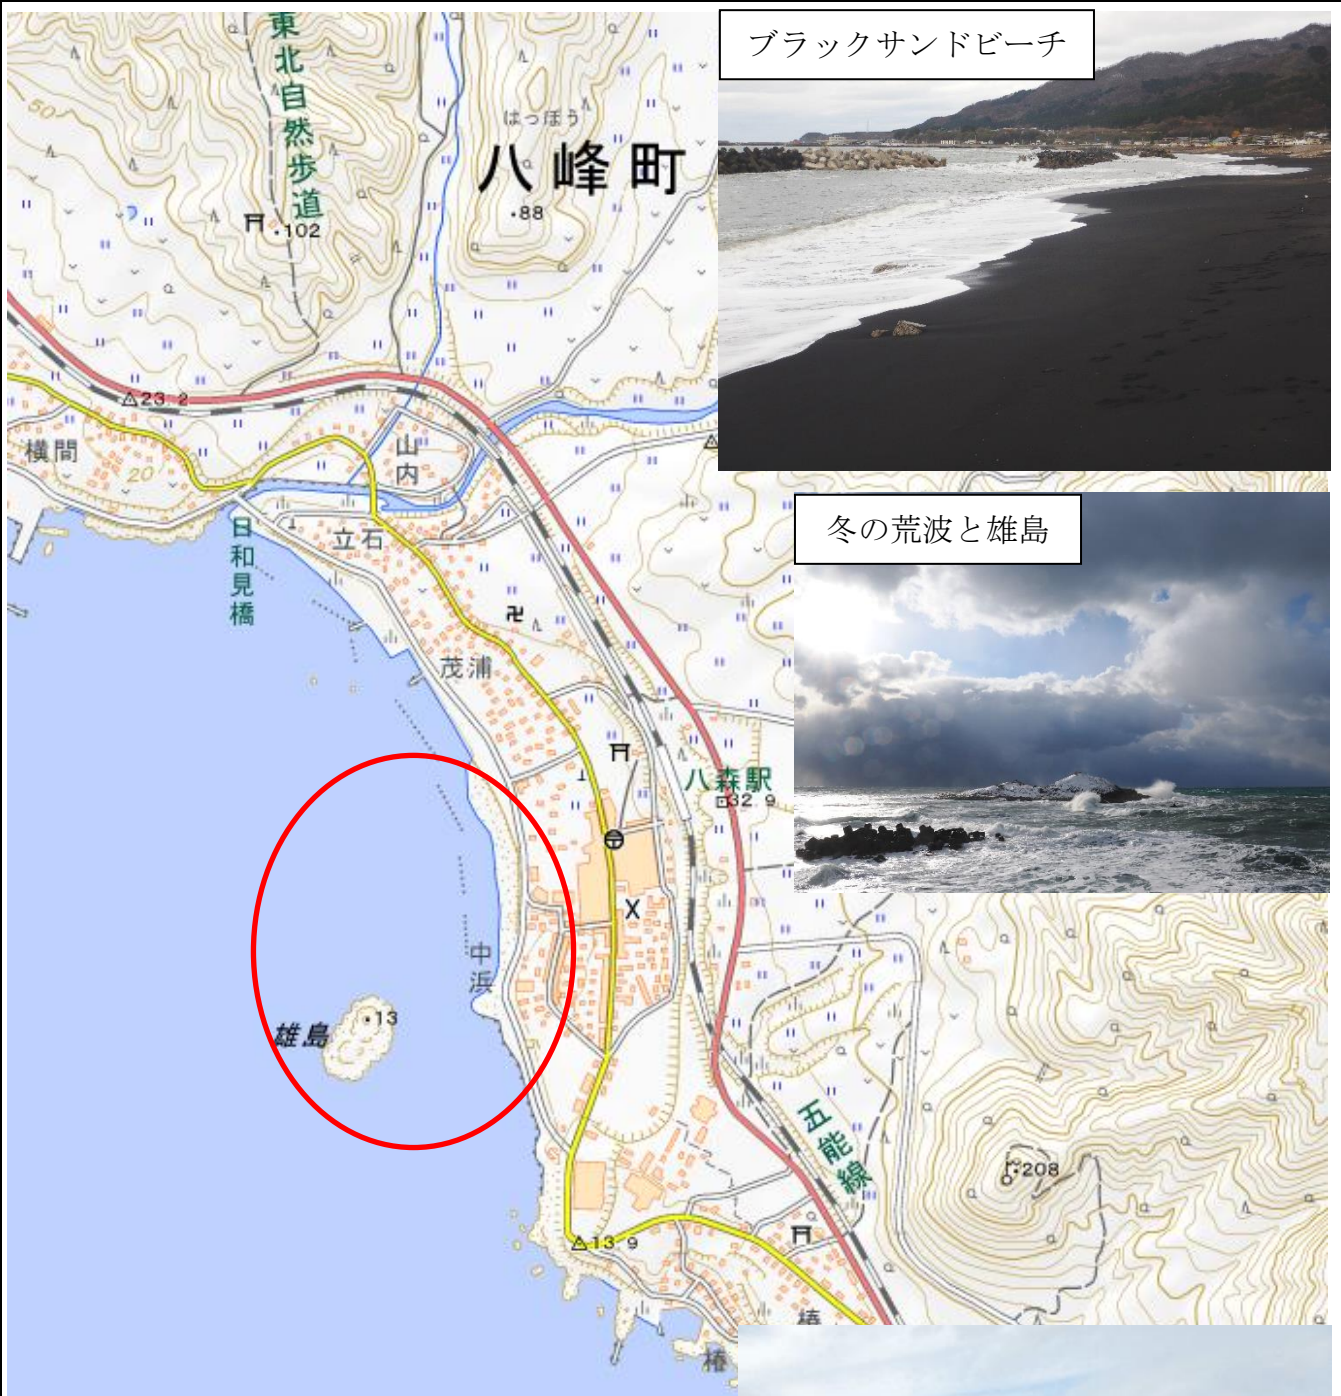 東北自然歩道
はっぽう
八峰町
ブラックサンドビーチ
88
50
102
23.2
横間
20
山内
日和見橋
立石
冬の荒波と雄島
茂浦
八森駅
32.9
中浜
雄島
13
五能線
208
13.9
椿
椿